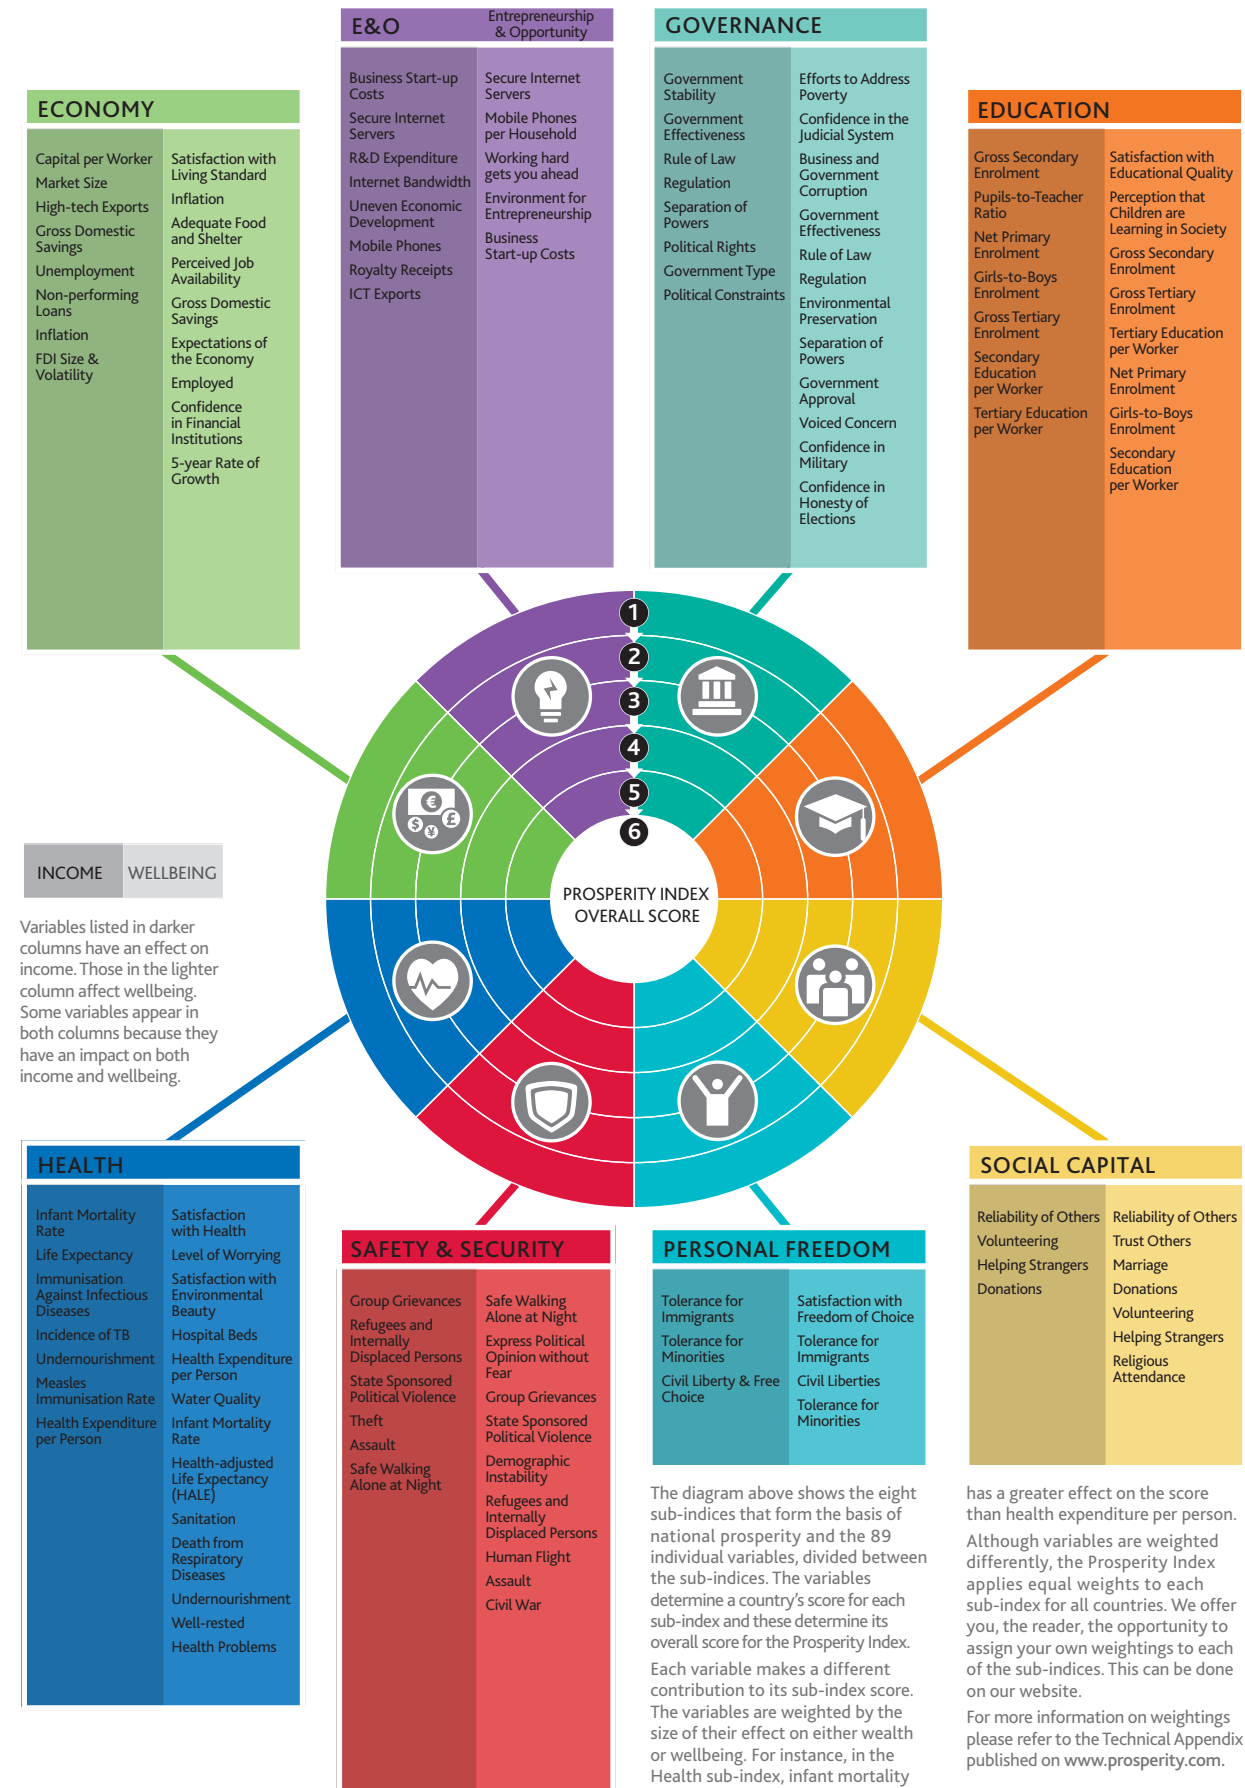 E&O
Entrepreneurship
& Opportunity
Business Start-up
Costs
Secure Internet
Servers
R&D Expenditure
Internet Bandwidth
Uneven Economic
Development
Mobile Phones
Royalty Receipts
ICT Exports
Secure Internet
Servers
Mobile Phones
per Household
Working hard
gets you ahead
Environment for
Entrepreneurship
Business
Start-up Costs
GOVERNANCE
Government
Stability
Government
Effectiveness
Rule of Law
Regulation
Separation of
Powers
Political Rights
Government Type
Political Constraints
Efforts to Address
Poverty
Confidence in the
Judicial System
Business and
Government
Corruption
Government
Effectiveness
Rule of Law
Regulation
Environmental
Preservation
Separation of
Powers
Government
Approval
Voiced Concern
Confidence in
Military
Confidence in
Honesty of
Elections
ECONOMY
Capital per Worker
Market Size
High-tech Exports
Gross Domestic
Savings
Unemployment
Non-performing
Loans
Inflation
FDI Size &
Volatility
Satisfaction with
Living Standard
Inflation
Adequate Food
and Shelter
Perceived Job
Availability
Gross Domestic
Savings
Expectations of
the Economy
Employed
Confidence
in Financial
Institutions
5-year Rate of
Growth
EDUCATION
Gross Secondary
Enrolment
Pupils-to-Teacher
Ratio
Net Primary
Enrolment
Girls-to-Boys
Enrolment
Gross Tertiary
Enrolment
Secondary
Education
per Worker
Tertiary Education
per Worker
Satisfaction with
Educational Quality
Perception that
Children are
Learning in Society
Gross Secondary
Enrolment
Gross Tertiary
Enrolment
Tertiary Education
per Worker
Net Primary
Enrolment
Girls-to-Boys
Enrolment
Secondary
Education
per Worker
1
2
3
4
5
6
€
$
¥
£
PROSPERITY INDEX
OVERALL SCORE
INCOME
WELLBEING
Variables listed in darker
columns have an effect on
income. Those in the lighter
column affect wellbeing.
Some variables appear in
both columns because they
have an impact on both
income and wellbeing.
HEALTH
Infant Mortality
Rate
Life Expectancy
Immunisation
Against Infectious
Diseases
Incidence of TB
Undernourishment
Measles
Immunisation Rate
Health Expenditure
per Person
Satisfaction
with Health
Level of Worrying
Satisfaction with
Environmental
Beauty
Hospital Beds
Health Expenditure
per Person
Water Quality
Infant Mortality
Rate
Health-adjusted
Life Expectancy
(HALE)
Sanitation
Death from
Respiratory
Diseases
Undernourishment
Well-rested
Health Problems
SAFETY & SECURITY
Group Grievances
Refugees and
Internally
Displaced Persons
State Sponsored
Political Violence
Theft
Assault
Safe Walking
Alone at Night
Safe Walking
Alone at Night
Express Political
Opinion without
Fear
Group Grievances
State Sponsored
Political Violence
Demographic
Instability
Refugees and
Internally
Displaced Persons
Human Flight
Assault
Civil War
PERSONAL FREEDOM
Tolerance for
Immigrants
Tolerance for
Minorities
Civil Liberty & Free
Choice
Satisfaction with
Freedom of Choice
Tolerance for
Immigrants
Civil Liberties
Tolerance for
Minorities
SOCIAL CAPITAL
Reliability of Others
Volunteering
Helping Strangers
Donations
Reliability of Others
Trust Others
Marriage
Donations
Volunteering
Helping Strangers
Religious
Attendance
The diagram above shows the eight
sub-indices that form the basis of
national prosperity and the 89
individual variables, divided between
the sub-indices. The variables
determine a country’s score for each
sub-index and these determine its
overall score for the Prosperity Index.
Each variable makes a different
contribution to its sub-index score.
The variables are weighted by the
size of their effect on either wealth
or wellbeing. For instance, in the
Health sub-index, infant mortality
has a greater effect on the score
than health expenditure per person.
Although variables are weighted
differently, the Prosperity Index
applies equal weights to each
sub-index for all countries. We offer
you, the reader, the opportunity to
assign your own weightings to each
of the sub-indices. This can be done
on our website.
For more information on weightings
please refer to the Technical Appendix
published on www.prosperity.com.